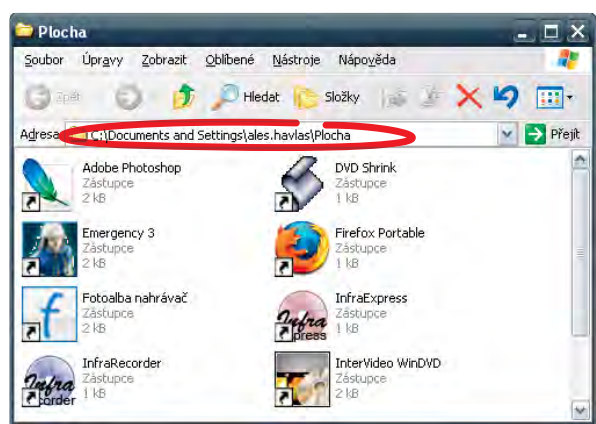 Plocha
Soubor Úpravy Zobrazit Oblíbené Nástroje Nápověda
Zpět Hledat Složky
Adresa C:\Documents and Settings\ales.havlas\Plocha Přejít
Adobe Photoshop
Zástupce
2 kB
DVD Shrink
Zástupce
1 kB
Emergency 3
Zástupce
2 kB
Firefox Portable
Zástupce
1 kB
Fotoalba nahrávač
Zástupce
2 kB
InfraExpress
Zástupce
1 kB
InfraRecorder
Zástupce
1 kB
InterVideo WinDVD
Zástupce
2 kB